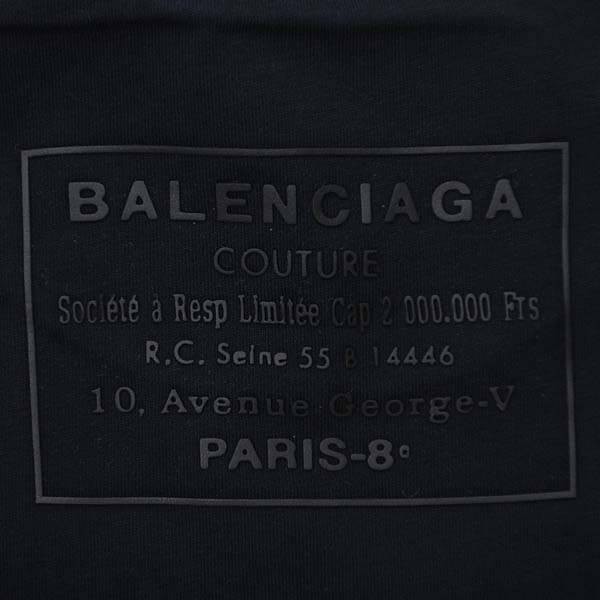 BALENCIAGA
COUTURE
Société à Resp Limitée Cap 2 000.000 Frs
R.C. Seine 55 B 14446
10, Avenue George-V
PARIS-8e